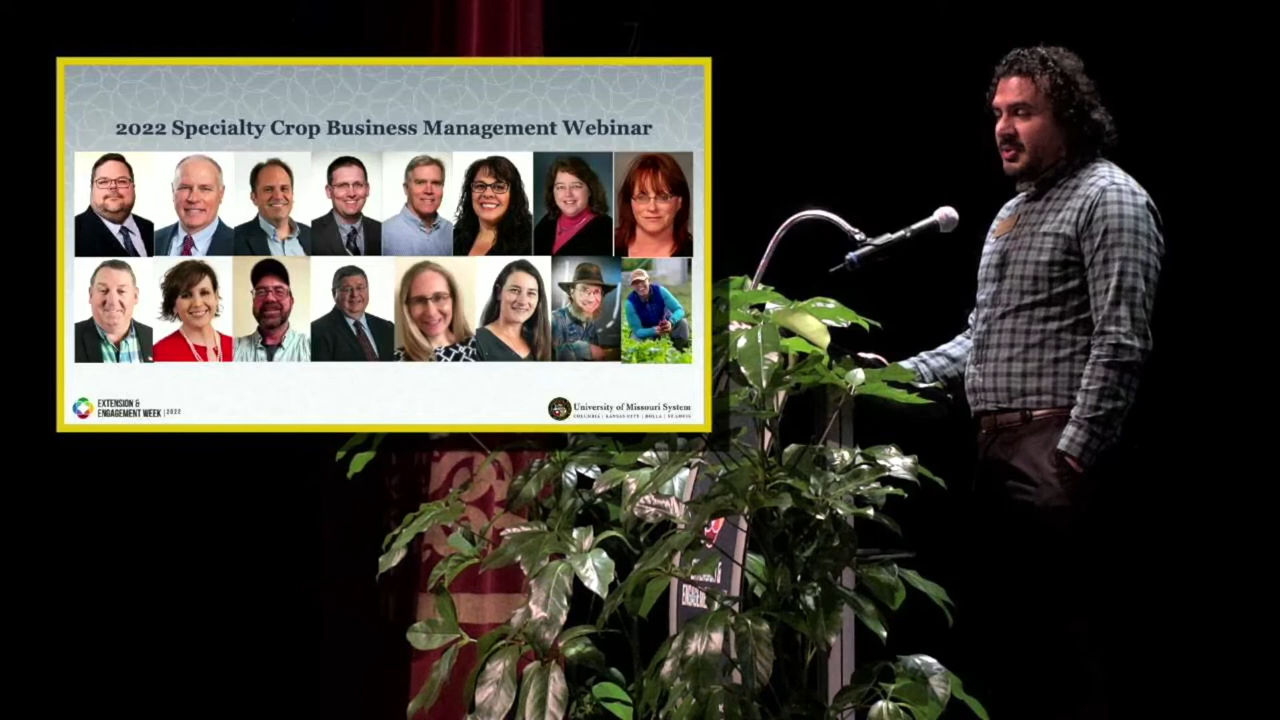 2022 Specialty Crop Business Management Webinar
EXTENSION &
ENGAGEMENT WEEK | 2022
University of Missouri System
COLUMBIA | KANSAS CITY | ROLLA | ST. LOUIS